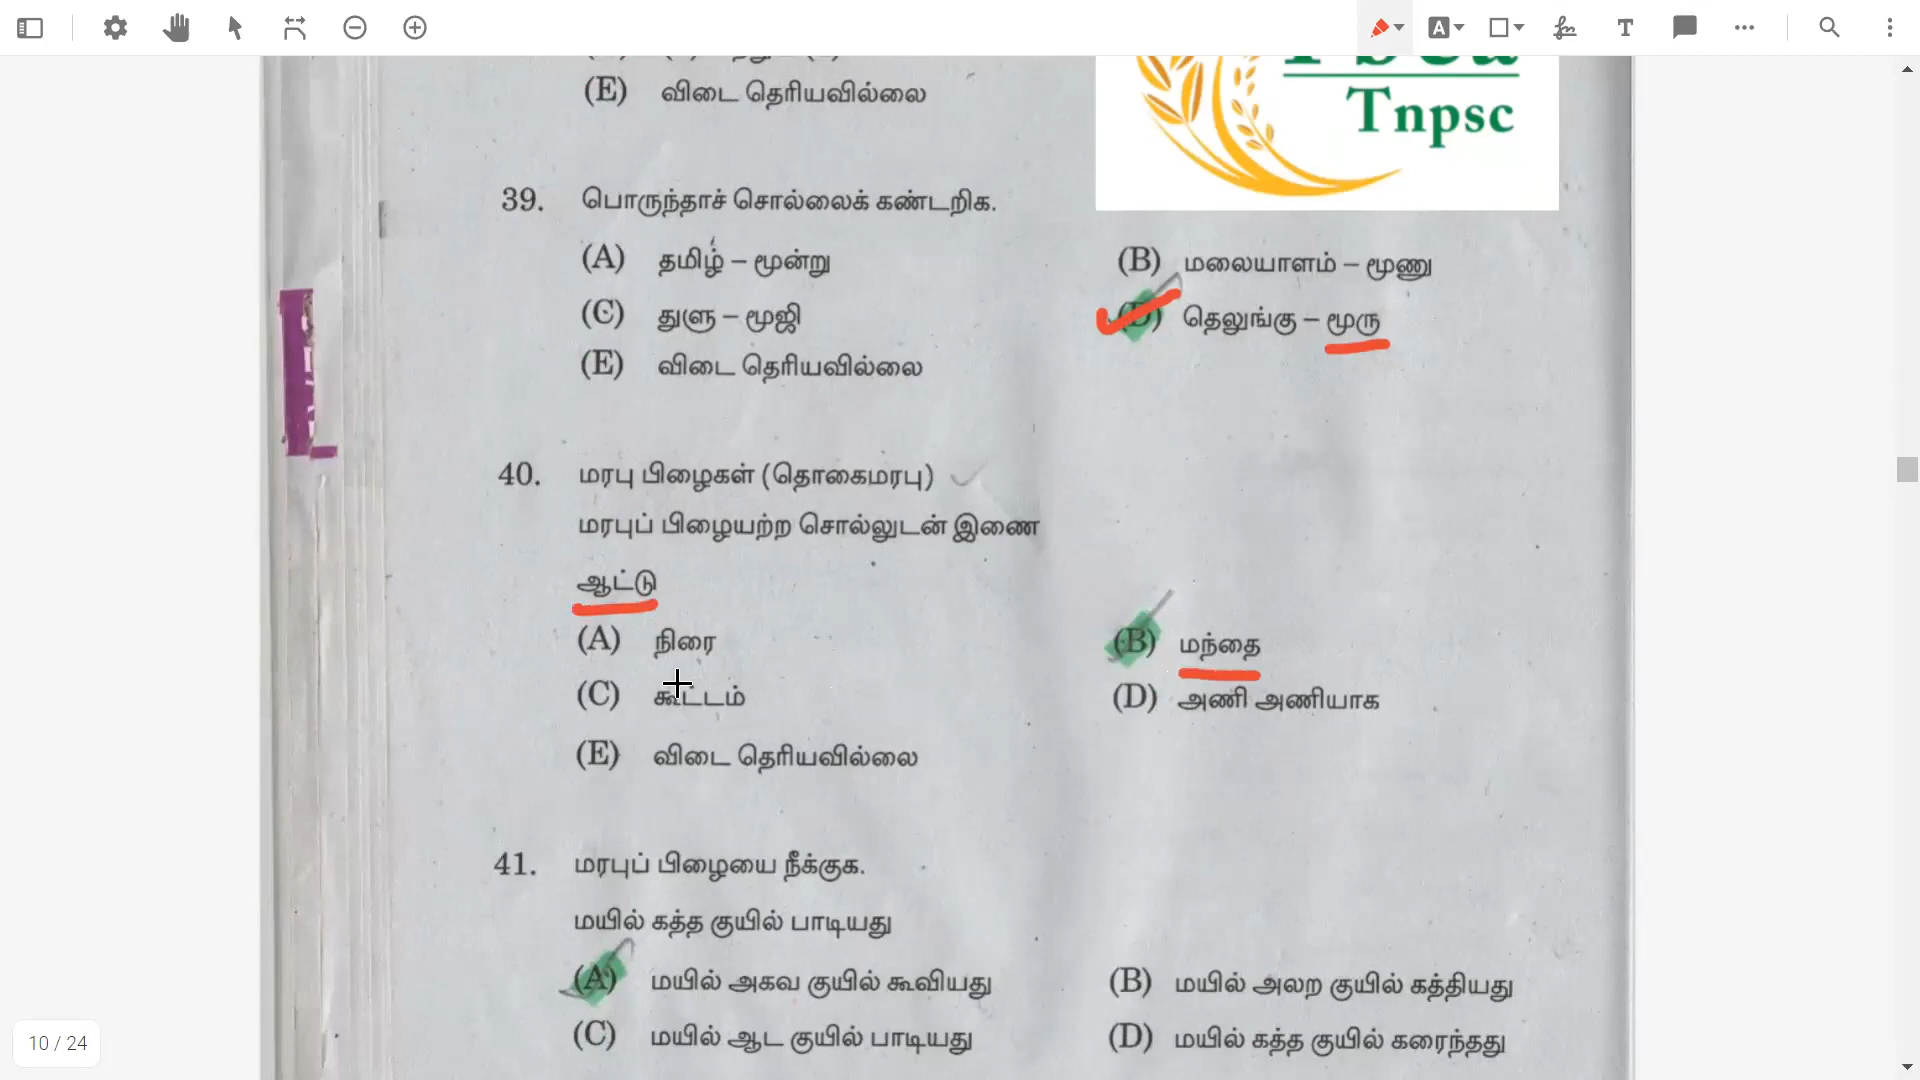 (E) விடை தெரியவில்லை
Tnpsc
39. பொருந்தாச் சொல்லைக் கண்டறிக.
(A) தமிழ் – மூன்று
(B) மலையாளம் – மூணு
(C) துளு – மூஜி
(D) தெலுங்கு – மூரு
(E) விடை தெரியவில்லை
40. மரபு பிழைகள் (தொகைமரபு)
மரபுப் பிழையற்ற சொல்லுடன் இணை
ஆட்டு
(A) நிரை
(B) மந்தை
(C) கூட்டம்
(D) அணி அணியாக
(E) விடை தெரியவில்லை
41. மரபுப் பிழையை நீக்குக.
மயில் கத்த குயில் பாடியது
(A) மயில் அகவ குயில் கூவியது
(B) மயில் அலற குயில் கத்தியது
(C) மயில் ஆட குயில் பாடியது
(D) மயில் கத்த குயில் கரைந்தது
10 / 24